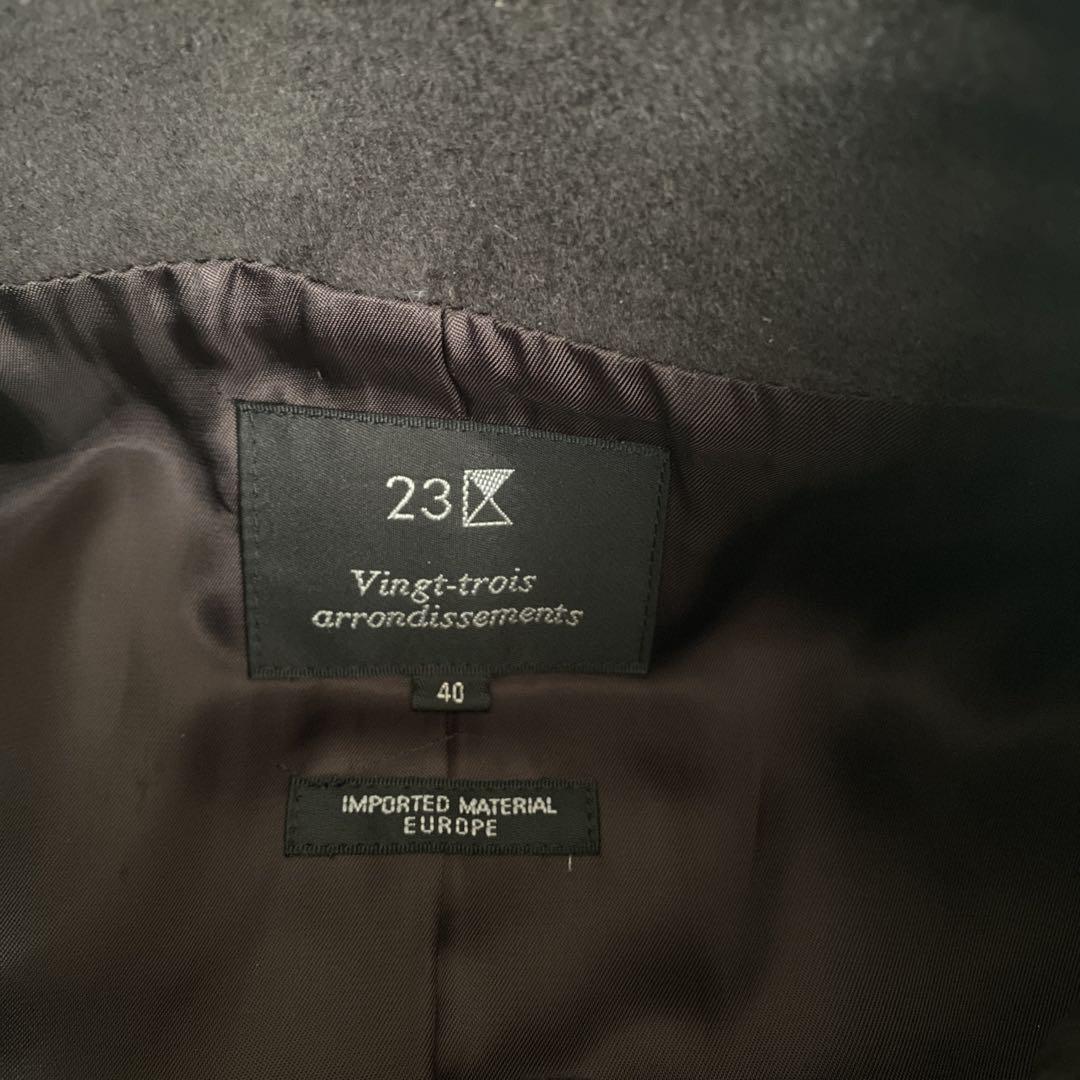 23
Vingt-trois
arrondissements
40
IMPORTED MATERIAL
EUROPE